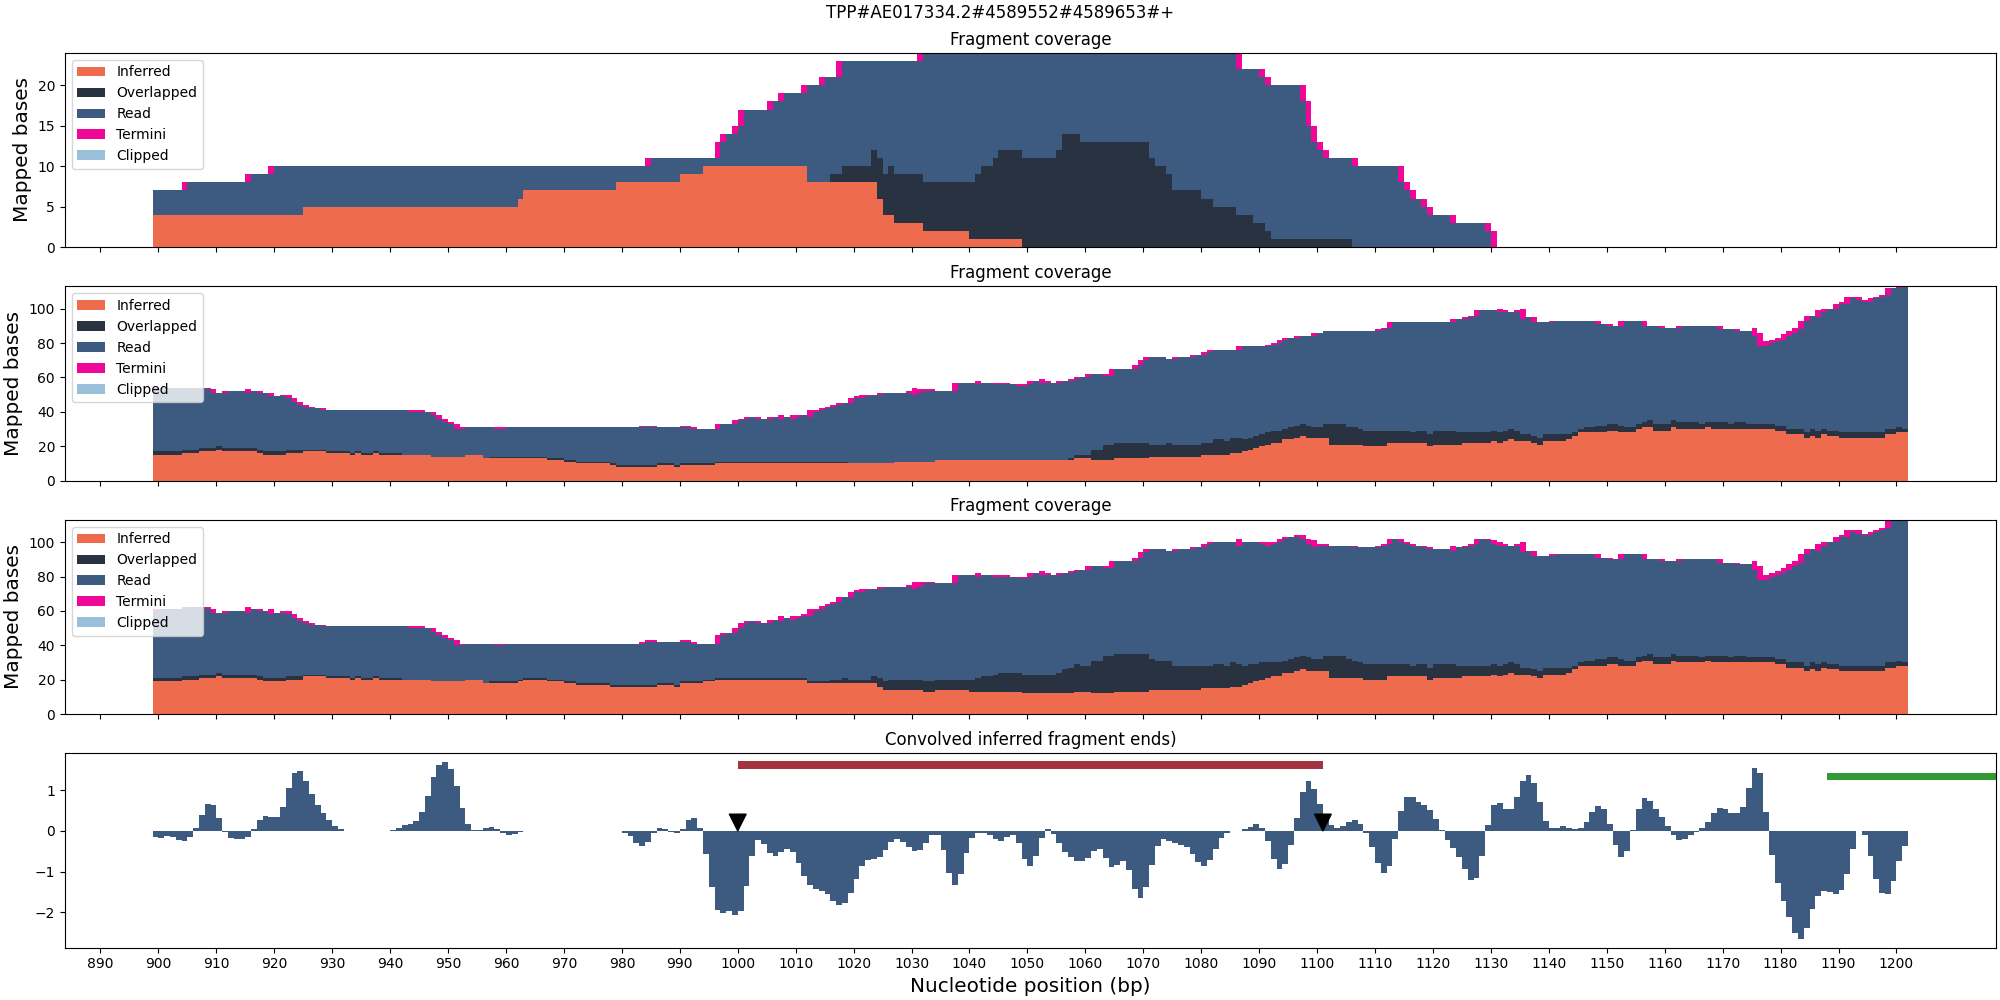 TPP#AE017334.2#4589552#4589653#+
Fragment coverage
Mapped bases
20
15
10
5
0
Inferred
Overlapped
Read
Termini
Clipped
Fragment coverage
Mapped bases
100
80
60
40
20
0
Inferred
Overlapped
Read
Termini
Clipped
Fragment coverage
Mapped bases
100
80
60
40
20
0
Inferred
Overlapped
Read
Termini
Clipped
Convolved inferred fragment ends)
1
0
−1
−2
890 900 910 920 930 940 950 960 970 980 990 1000 1010 1020 1030 1040 1050 1060 1070 1080 1090 1100 1110 1120 1130 1140 1150 1160 1170 1180 1190 1200
Nucleotide position (bp)